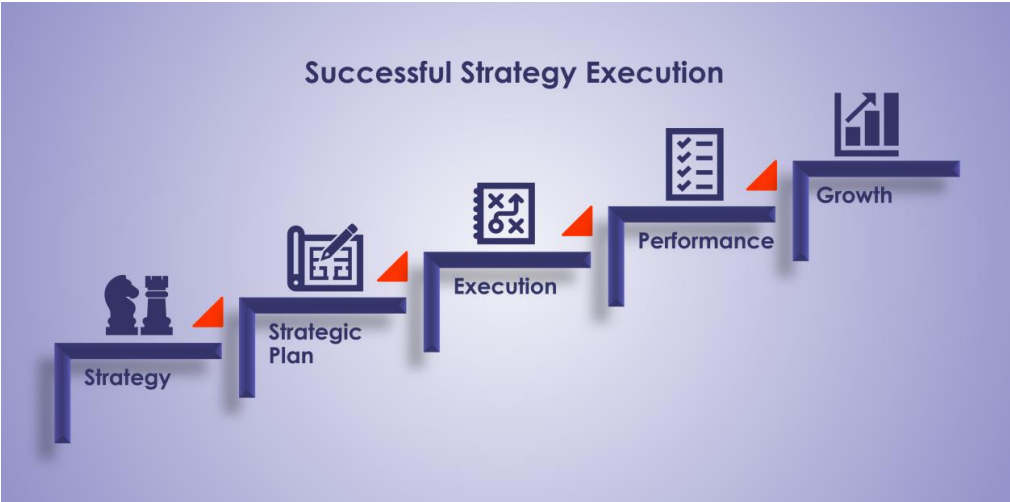 Successful Strategy Execution
Growth
Performance
Execution
Strategic
Plan
Strategy